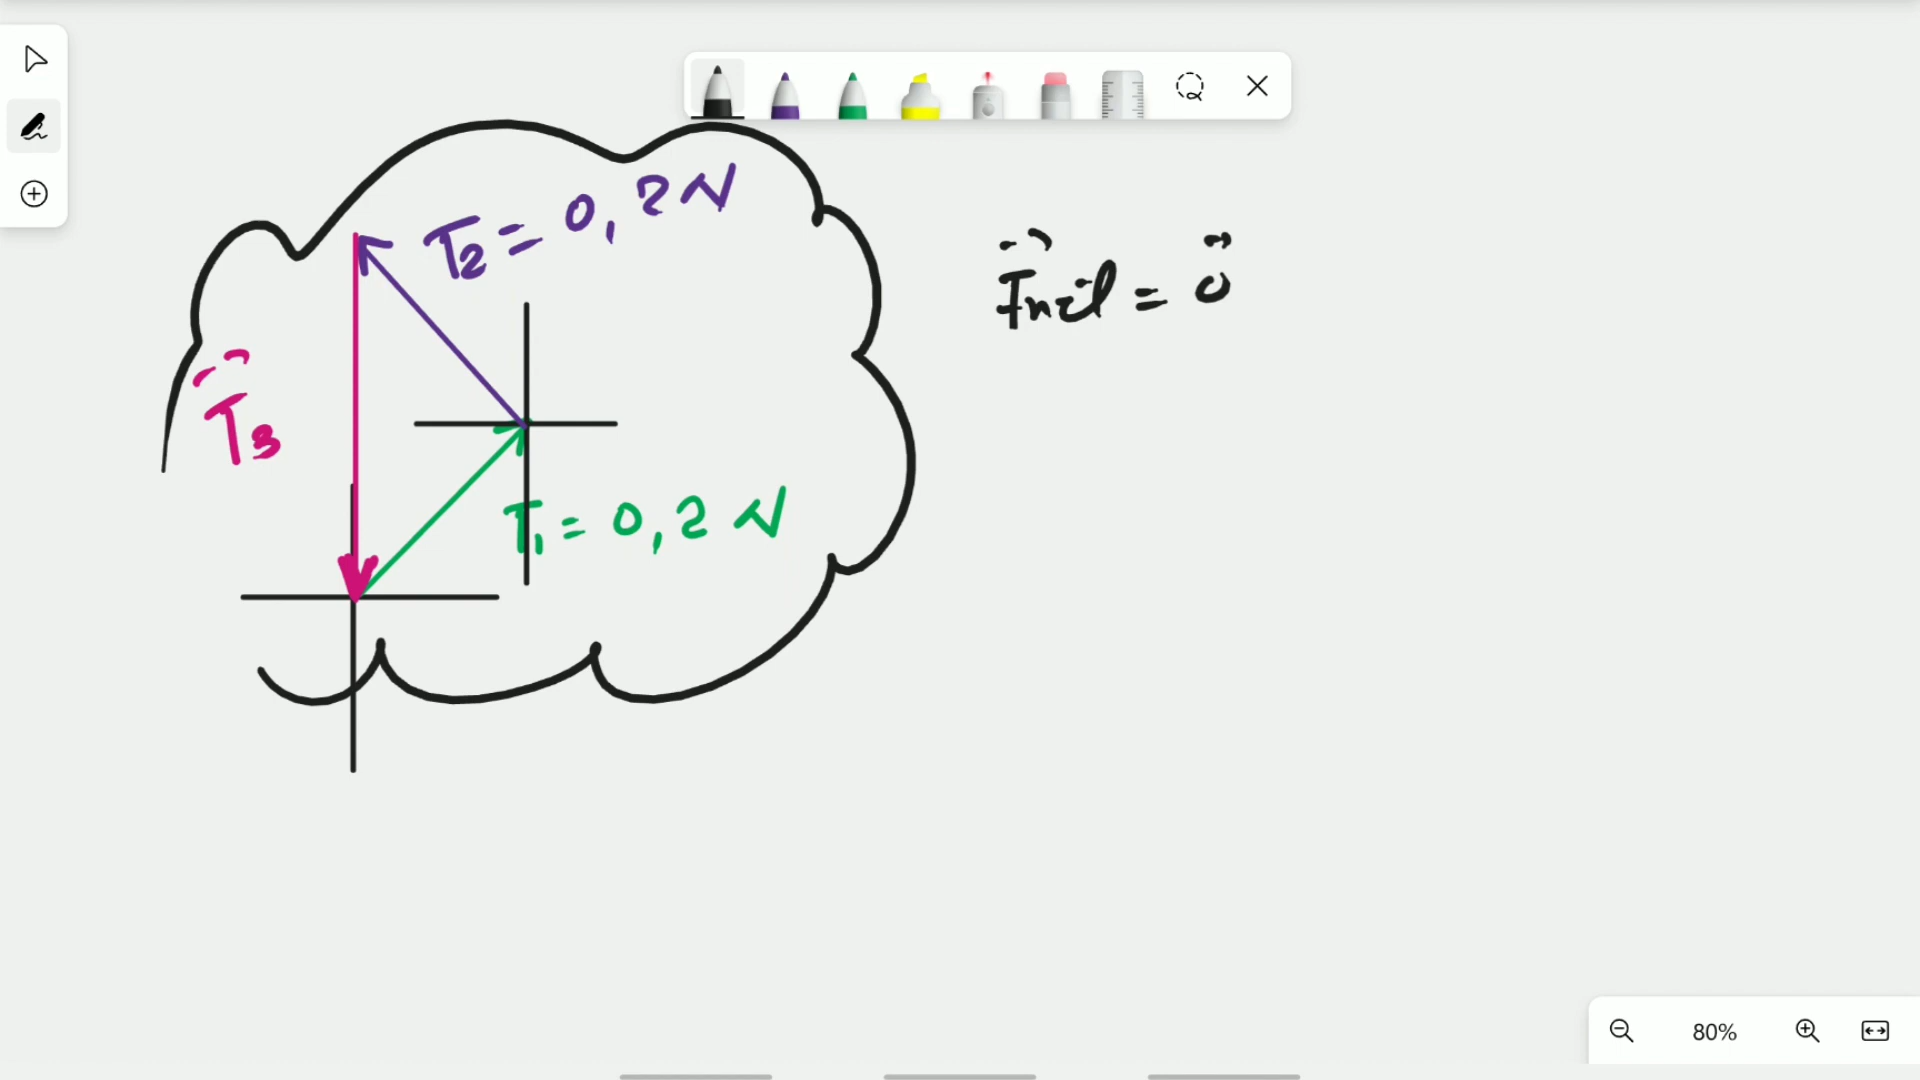 T2 = 0,2 N
T3
T1 = 0,2 N
Fnet = 0
80%